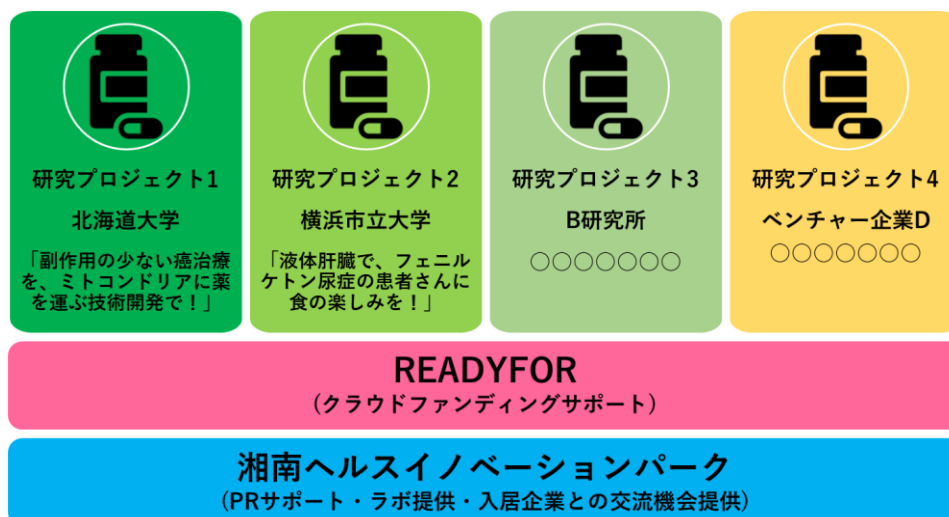 研究プロジェクト1
北海道大学
「副作用の少ない癌治療
を、ミトコンドリアに薬
を運ぶ技術開発で！」
研究プロジェクト2
横浜市立大学
「液体肝臓で、フェニル
ケトン尿症の患者さんに
食の楽しみを！」
研究プロジェクト3
B研究所
○○○○○○○
研究プロジェクト4
ベンチャー企業D
○○○○○○○
READYFOR
(クラウドファンディングサポート)
湘南ヘルスイノベーションパーク
(PRサポート・ラボ提供・入居企業との交流機会提供)